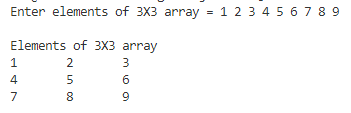 Enter elements of 3X3 array = 1 2 3 4 5 6 7 8 9
Elements of 3X3 array
1 2 3
4 5 6
7 8 9